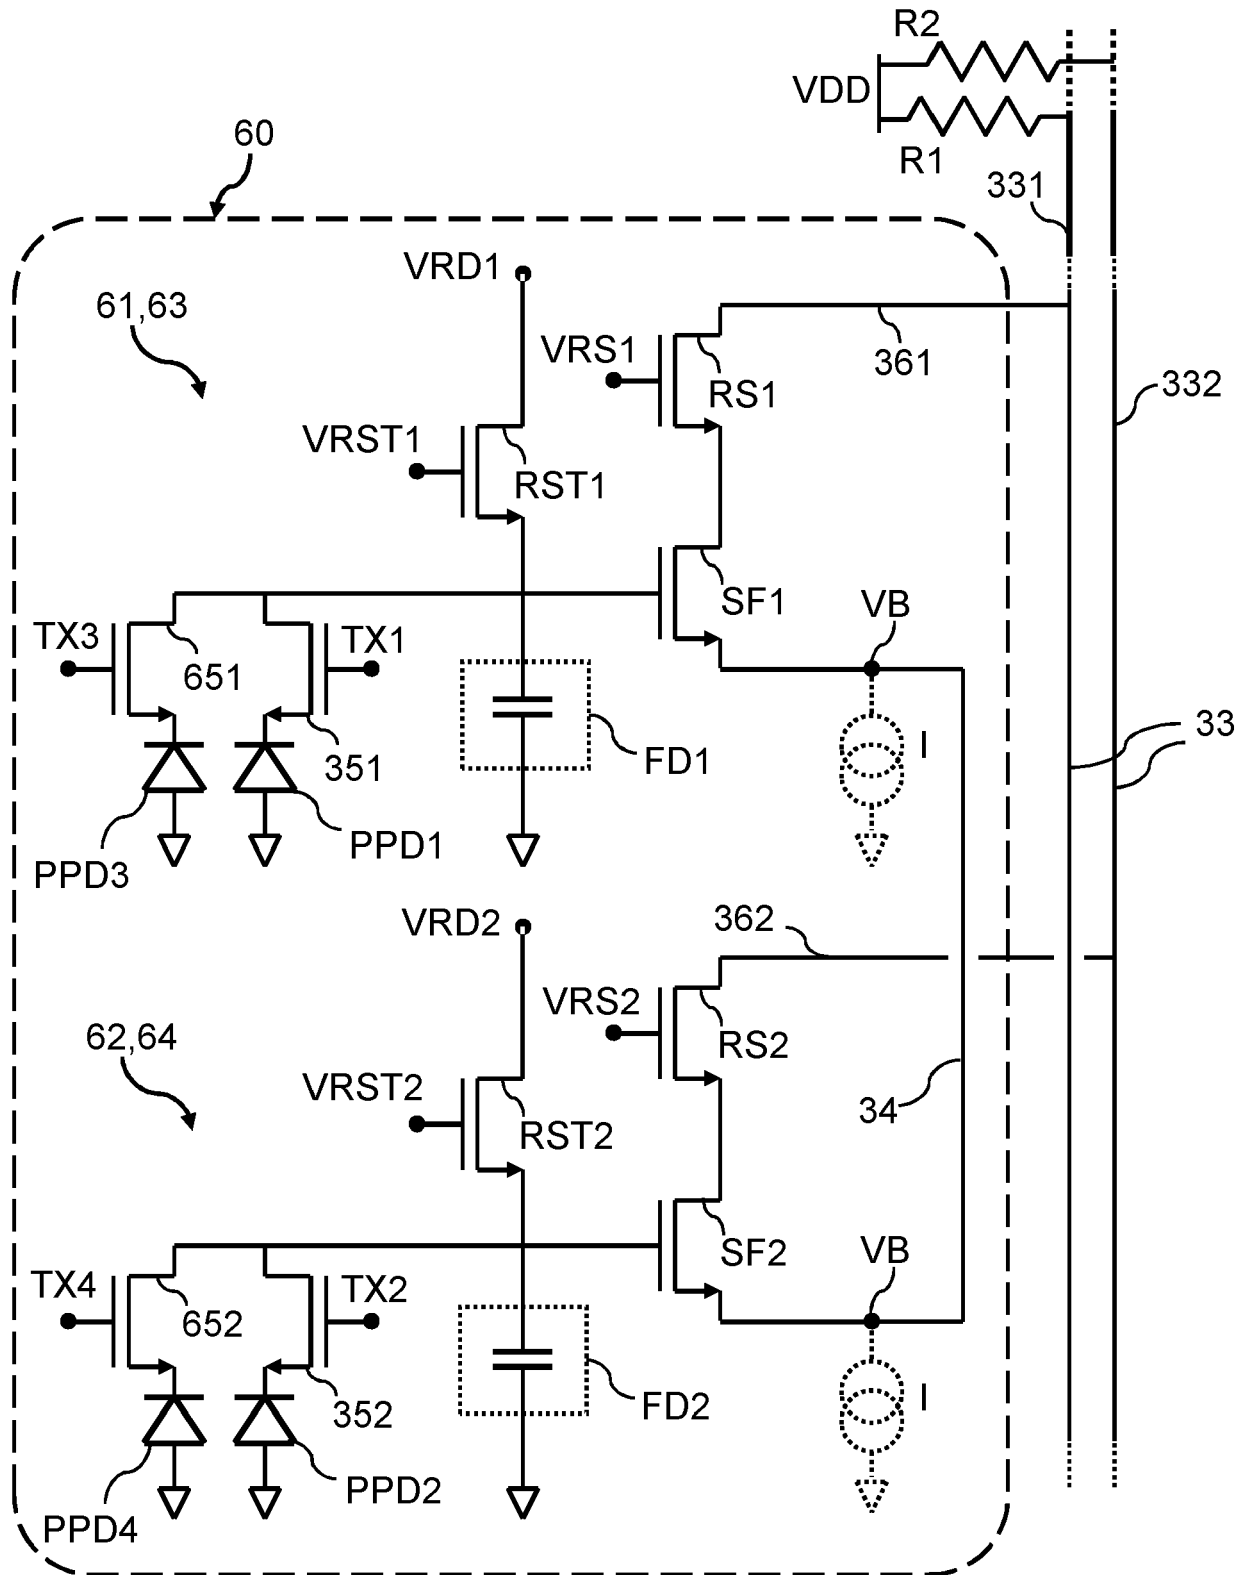 R2
VDD
R1
60
331
VRD1
61,63
VRS1
361
RS1
332
VRST1
RST1
SF1
VB
TX3
TX1
651
33
I
351
FD1
PPD1
PPD3
VRD2
362
VRS2
RS2
62,64
VRST2
34
RST2
SF2
VB
TX4
TX2
652
I
352
FD2
PPD2
PPD4